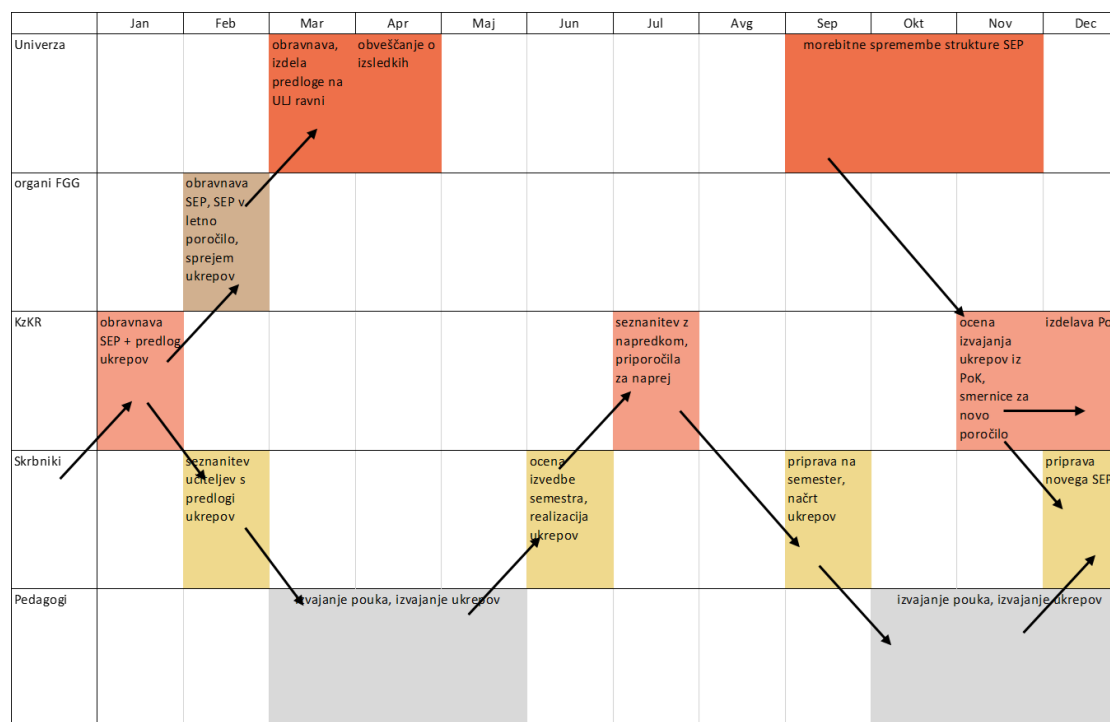 Jan Feb Mar Apr Maj Jun Jul Avg Sep Okt Nov Dec
Univerza
obravnava,
izdela
predloge na
ULJ ravni
obveščanje o
izsledkih
morebitne spremembe strukture SEP
organi FGG
obravnava
SEP, SEP v
letno
poročilo,
sprejem
ukrepov
KzKR
obravnava
SEP + predlog
ukrepov
seznanitev z
napredkom,
priporočila
za naprej
ocena
izvajanja
ukrepov iz
PoK,
smernice za
novo
poročilo
izdelava
Skrbniki
seznanitev
učiteljev s
predlogi
ukrepov
ocena
izvedbe
semestra,
realizacija
ukrepov
priprava na
semester,
načrt
ukrepov
priprava
novega SEP
Pedagogi
izvajanje pouka, izvajanje ukrepov
izvajanje pouka, izvajanje ukrepov